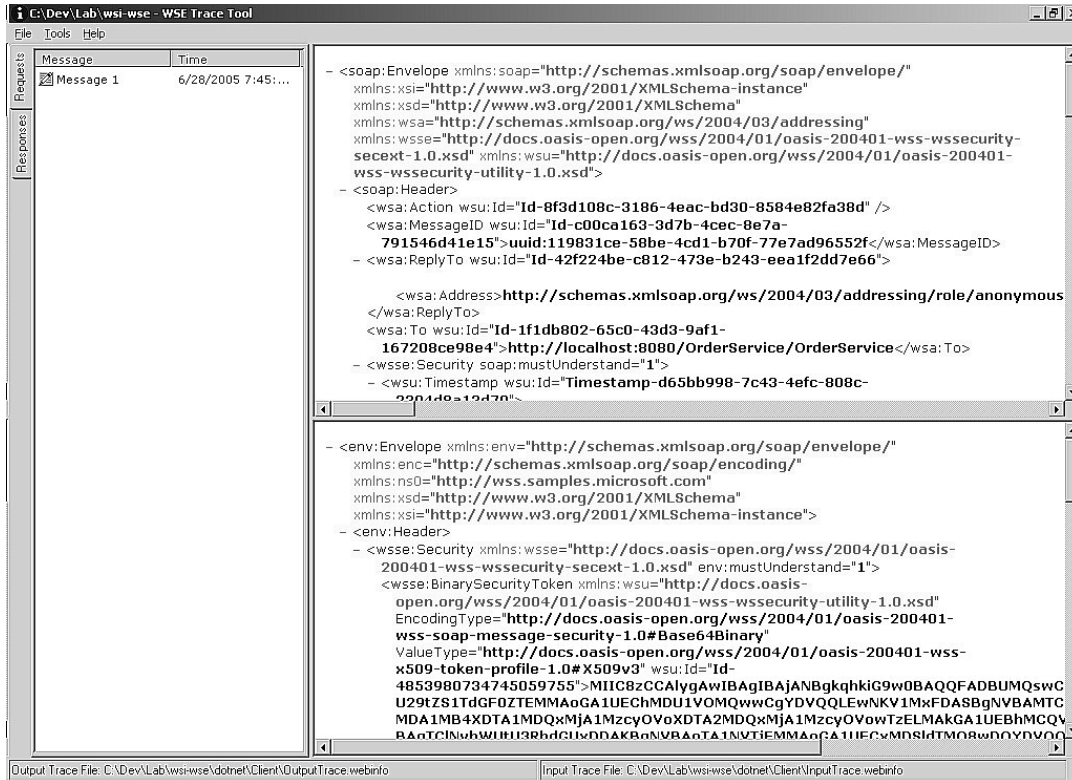 C:\Dev\Lab\wsi-wse - WSE Trace Tool
File Tools Help
Requests
Responses
Message Time
Message 1 6/28/2005 7:45:...
- <soap:Envelope xmlns:soap="http://schemas.xmlsoap.org/soap/envelope/"
xmlns:xsi="http://www.w3.org/2001/XMLSchema-instance"
xmlns:xsd="http://www.w3.org/2001/XMLSchema"
xmlns:wsa="http://schemas.xmlsoap.org/ws/2004/03/addressing"
xmlns:wsse="http://docs.oasis-open.org/wss/2004/01/oasis-200401-wss-wssecurity-
secext-1.0.xsd" xmlns:wsu="http://docs.oasis-open.org/wss/2004/01/oasis-200401-
wss-wssecurity-utility-1.0.xsd">
- <soap:Header>
<wsa:Action wsu:Id="Id-8f3d108c-3186-4eac-bd30-8584e82fa38d" />
<wsa:MessageID wsu:Id="Id-c00ca163-3d7b-4cec-8e7a-
791546d41e15">uuid:119831ce-58be-4cd1-b70f-77e7ad96552f</wsa:MessageID>
- <wsa:ReplyTo wsu:Id="Id-42f224be-c812-473e-b243-eea1f2dd7e66">
<wsa:Address>http://schemas.xmlsoap.org/ws/2004/03/addressing/role/anonymous
</wsa:ReplyTo>
<wsa:To wsu:Id="Id-1f1db802-65c0-43d3-9af1-
167208ce98e4">http://localhost:8080/OrderService/OrderService</wsa:To>
- <wsse:Security soap:mustUnderstand="1">
- <wsu:Timestamp wsu:Id="Timestamp-d65bb998-7c43-4efc-808c-
2204d8a13d70">
- <env:Envelope xmlns:env="http://schemas.xmlsoap.org/soap/envelope/"
xmlns:enc="http://schemas.xmlsoap.org/soap/encoding/"
xmlns:ns0="http://wss.samples.microsoft.com"
xmlns:xsd="http://www.w3.org/2001/XMLSchema"
xmlns:xsi="http://www.w3.org/2001/XMLSchema-instance">
- <env:Header>
- <wsse:Security xmlns:wsse="http://docs.oasis-open.org/wss/2004/01/oasis-
200401-wss-wssecurity-secext-1.0.xsd" env:mustUnderstand="1">
<wsse:BinarySecurityToken xmlns:wsu="http://docs.oasis-
open.org/wss/2004/01/oasis-200401-wss-wssecurity-utility-1.0.xsd"
EncodingType="http://docs.oasis-open.org/wss/2004/01/oasis-200401-
wss-soap-message-security-1.0#Base64Binary"
ValueType="http://docs.oasis-open.org/wss/2004/01/oasis-200401-wss-
x509-token-profile-1.0#X509v3" wsu:Id="Id-
4853980734745059755">MIIC8zCCAlygAwIBAgIBAjANBgkqhkiG9w0BAQQFADBUMQswC
U29tZS1TdGF0ZTEMMAoGA1UEChMDU1VOMQwwCgYDVQQLEwNKV1MxFDASBgNVBAMTC
MDA1MB4XDTA1MDQxMjA1MzcyOVoXDTA2MDQxMjA1MzcyOVowTzELMAkGA1UEBhMCQV
Output Trace File: C:\Dev\Lab\wsi-wse\dotnet\Client\OutputTrace.webinfo
Input Trace File: C:\Dev\Lab\wsi-wse\dotnet\Client\InputTrace.webinfo